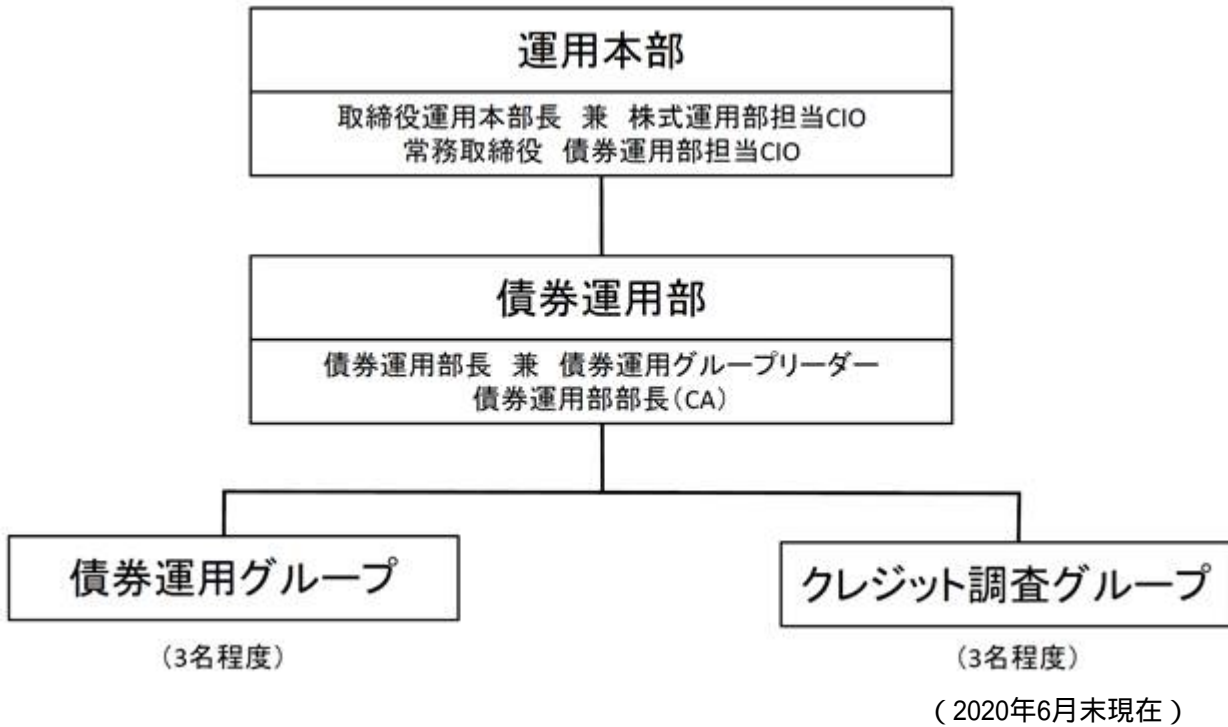 運用本部
取締役運用本部長 兼 株式運用部担当CIO
常務取締役 債券運用部担当CIO
債券運用部
債券運用部長 兼 債券運用グループリーダー
債券運用部部長(CA)
債券運用グループ
クレジット調査グループ
(3名程度)
(3名程度)
(2020年6月末現在)